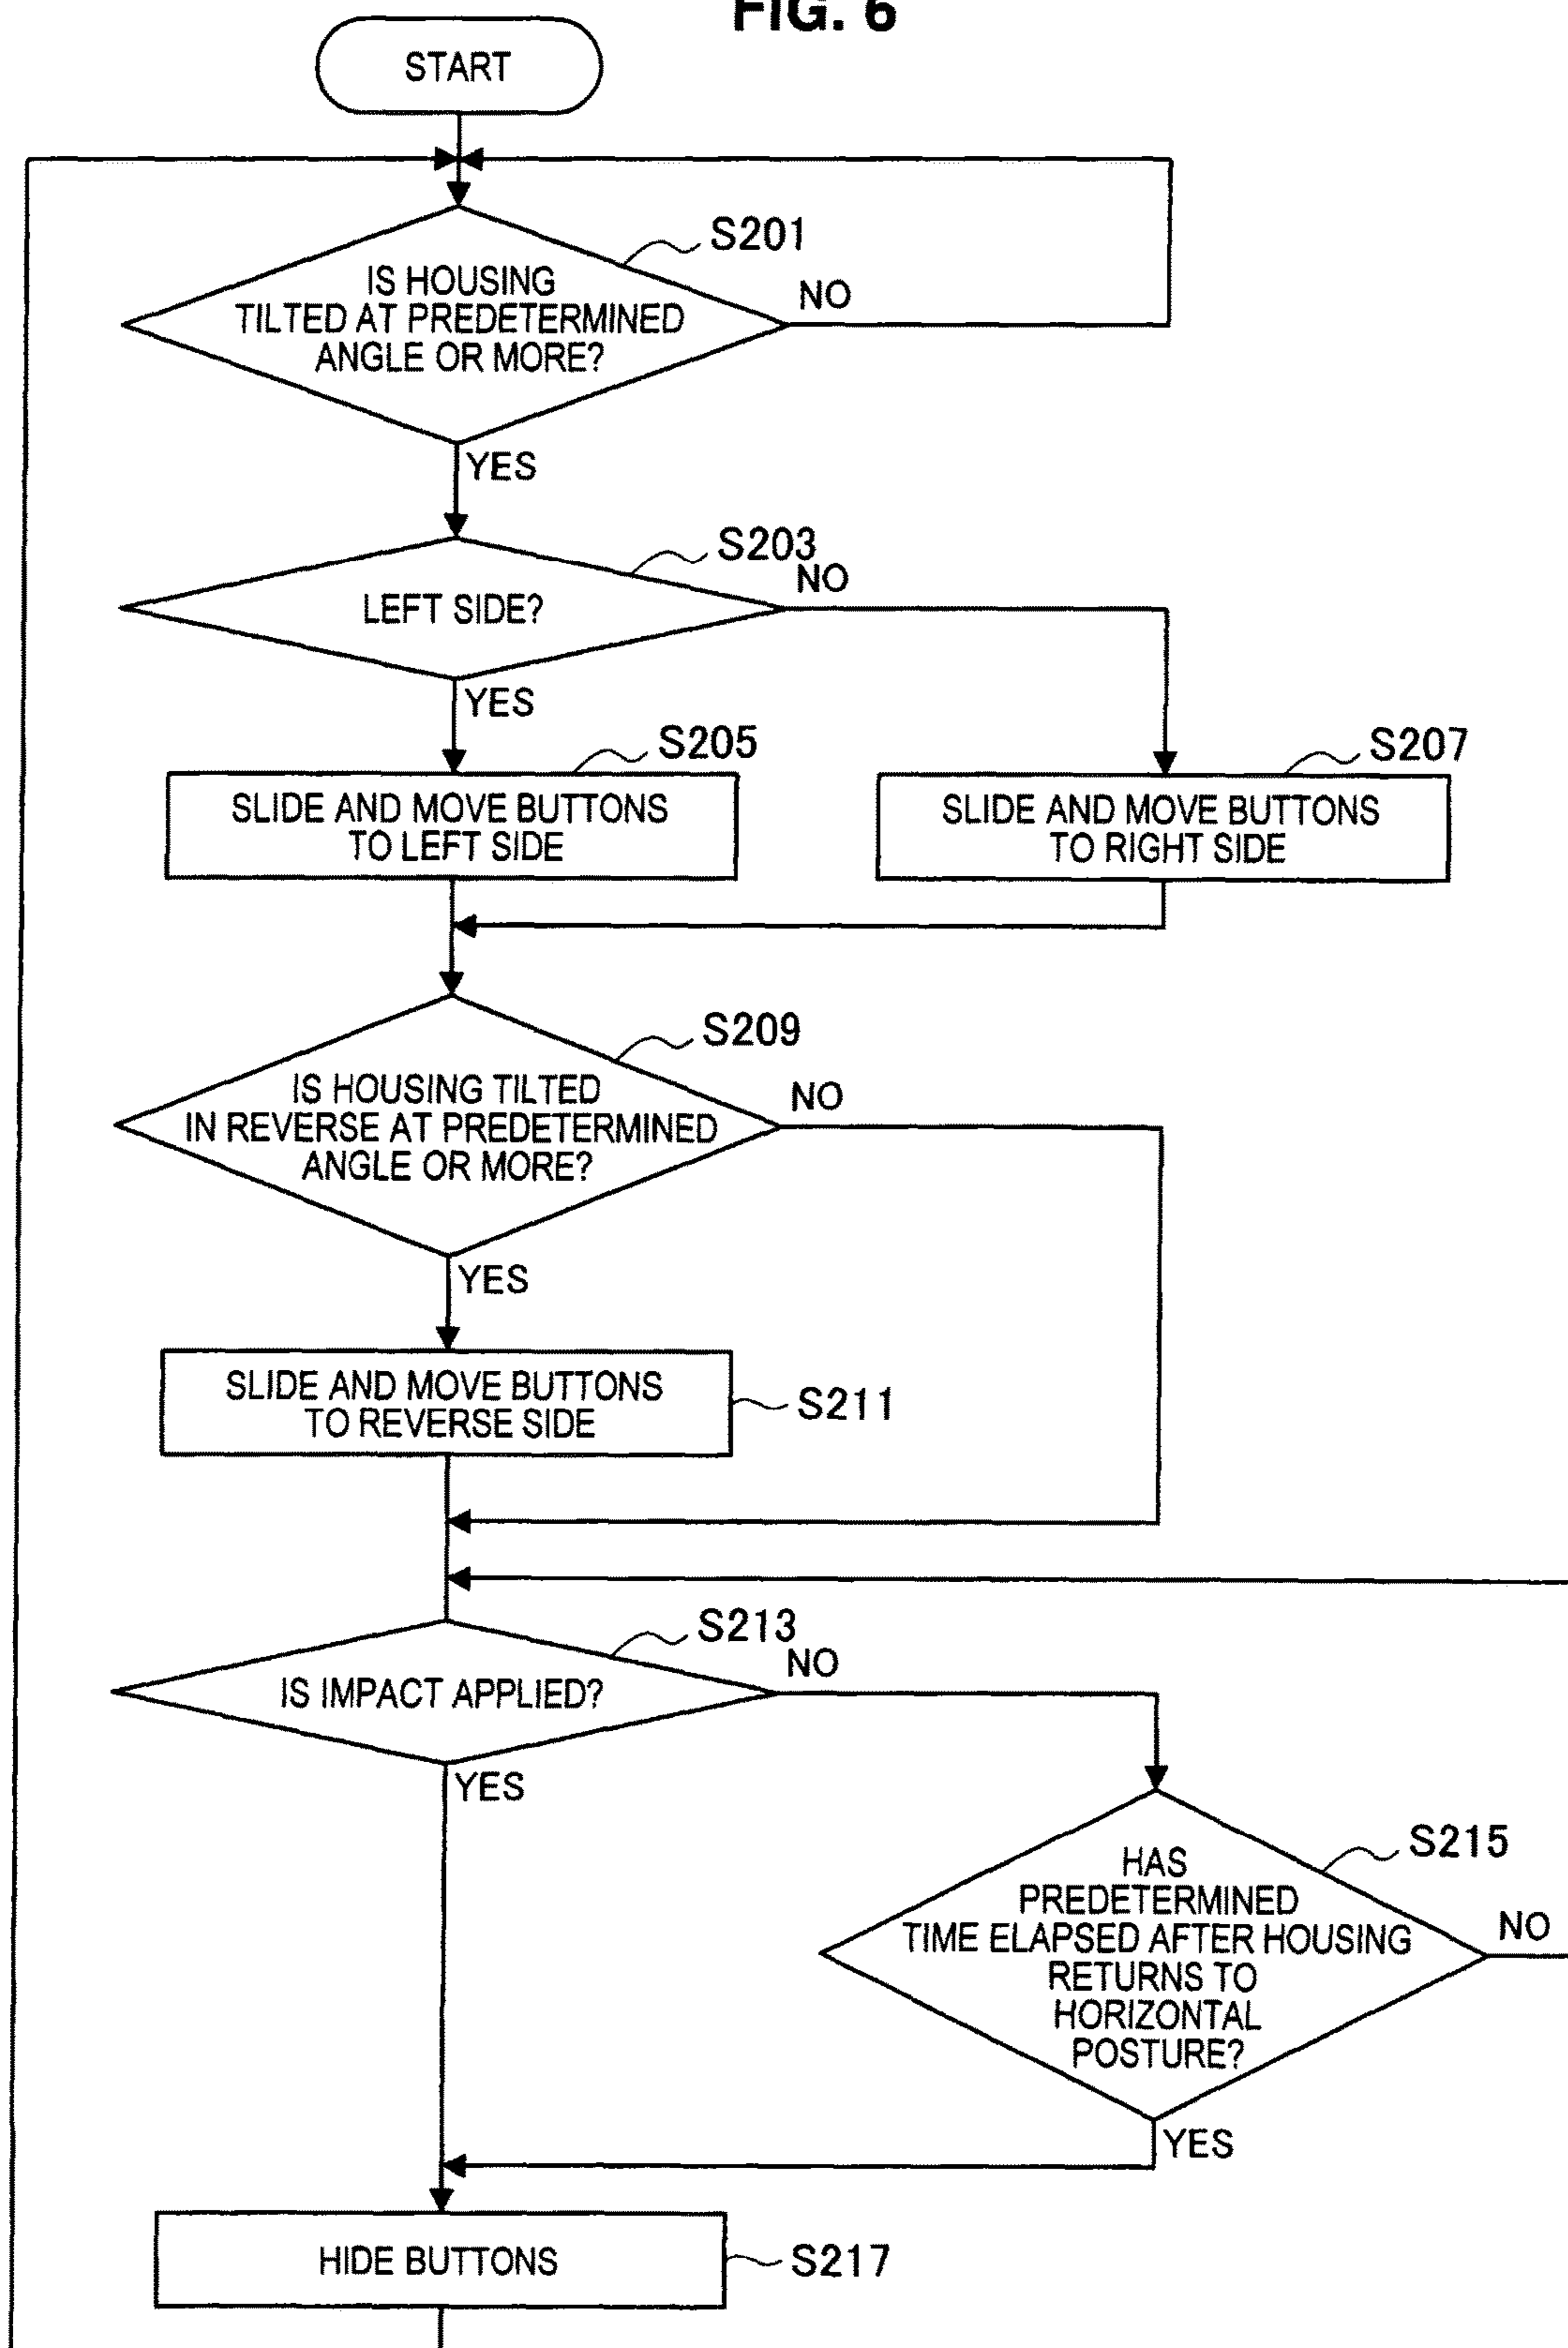 FIG. 6
START
S201
IS HOUSING
TILTED AT PREDETERMINED
ANGLE OR MORE?
NO
YES
S203
NO
LEFT SIDE?
YES
S205
SLIDE AND MOVE BUTTONS
TO LEFT SIDE
S207
SLIDE AND MOVE BUTTONS
TO RIGHT SIDE
S209
IS HOUSING TILTED
IN REVERSE AT PREDETERMINED
ANGLE OR MORE?
NO
YES
SLIDE AND MOVE BUTTONS
TO REVERSE SIDE
S211
S213
NO
IS IMPACT APPLIED?
YES
S215
HAS
PREDETERMINED
TIME ELAPSED AFTER HOUSING
RETURNS TO
HORIZONTAL
POSTURE?
NO
YES
HIDE BUTTONS
S217